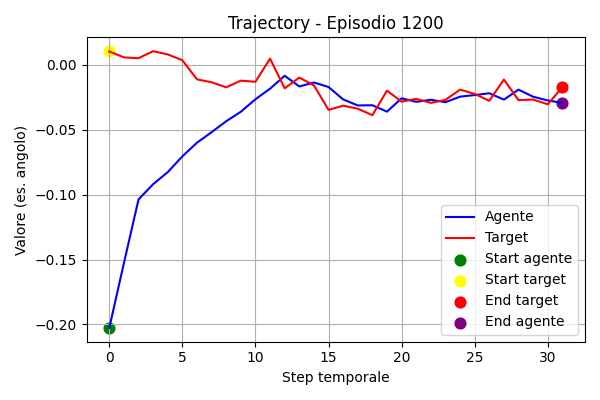 Trajectory - Episodio 1200
Valore (es. angolo)
0.00
−0.05
−0.10
−0.15
−0.20
0 5 10 15 20 25 30
Step temporale
Agente
Target
Start agente
Start target
End target
End agente